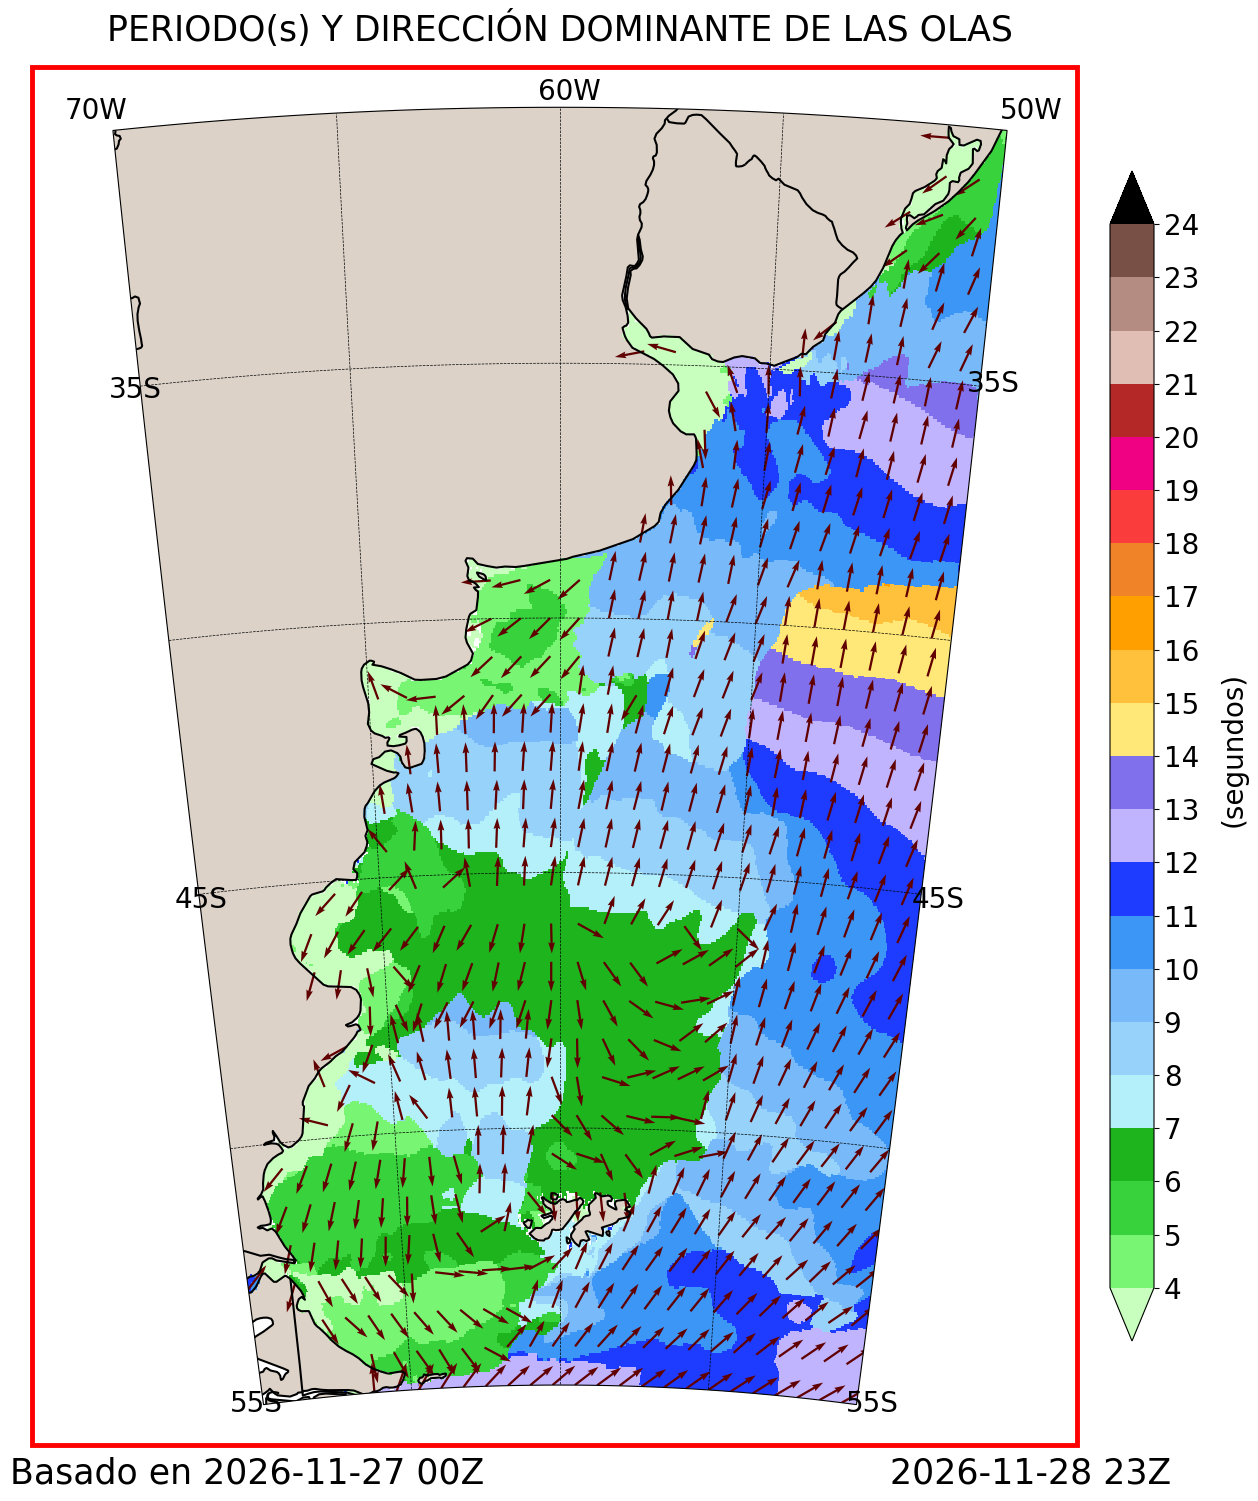 PERIODO(s) Y DIRECCIÓN DOMINANTE DE LAS OLAS
70W
60W
50W
35S
35S
45S
45S
55S
55S
24
23
22
21
20
19
18
17
16
15
14
13
12
11
10
9
8
7
6
5
4
(segundos)
Basado en 2026-11-27 00Z
2026-11-28 23Z